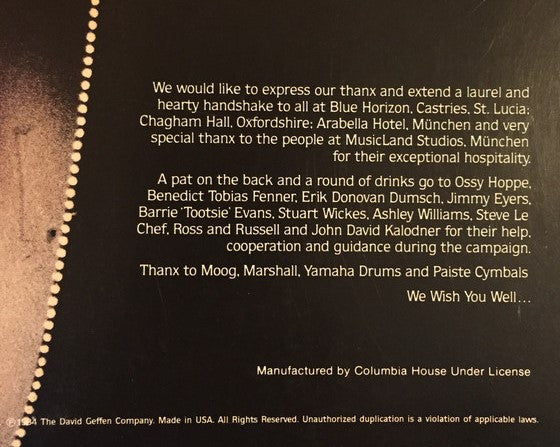 We would like to express our thanx and extend a laurel and
hearty handshake to all at Blue Horizon, Castries, St. Lucia;
Chagham Hall, Oxfordshire; Arabella Hotel, München and very
special thanx to the people at MusicLand Studios, München
for their exceptional hospitality.
A pat on the back and a round of drinks go to Ossy Hoppe,
Benedict Tobias Fenner, Erik Donovan Dumsch, Jimmy Eyers,
Barrie 'Tootsie' Evans, Stuart Wickes, Ashley Williams, Steve Le
Chef, Ross and Russell and John David Kalodner for their help,
cooperation and guidance during the campaign.
Thanx to Moog, Marshall, Yamaha Drums and Paiste Cymbals
We Wish You Well...
Manufactured by Columbia House Under License
℗1984 The David Geffen Company. Made in USA. All Rights Reserved. Unauthorized duplication is a violation of applicable laws.